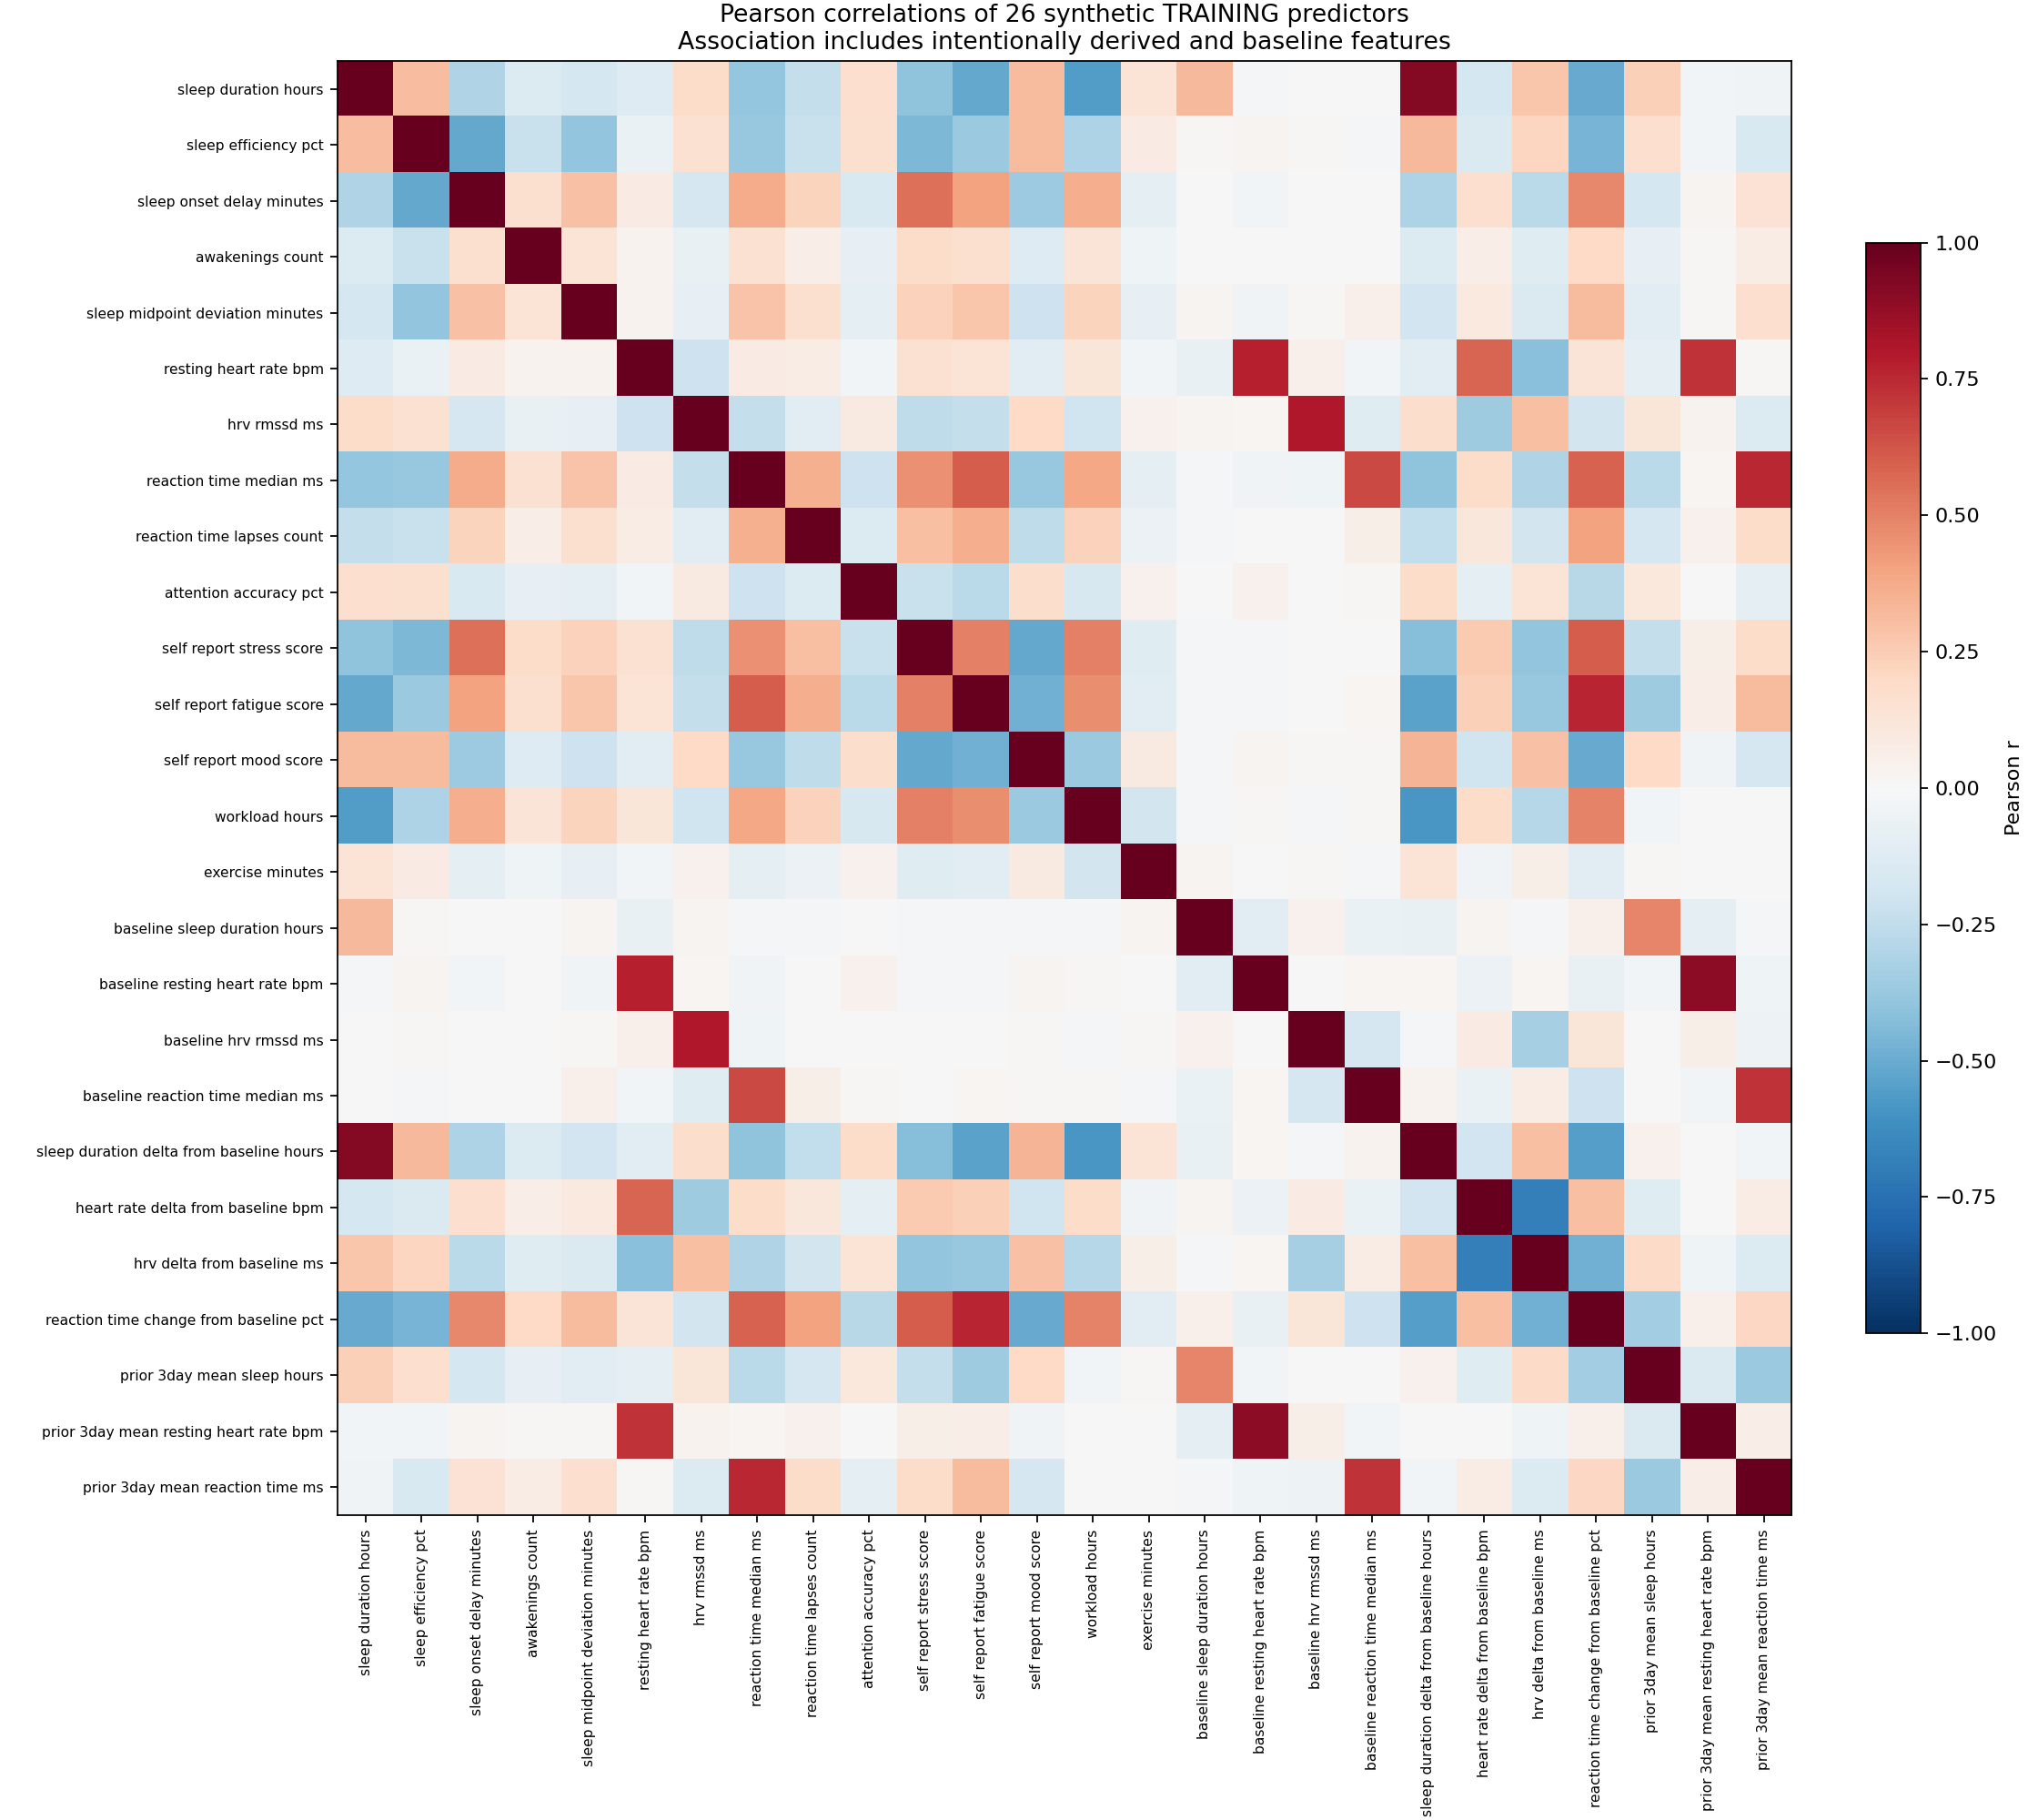 Pearson correlations of 26 synthetic TRAINING predictors
Association includes intentionally derived and baseline features
sleep duration hours
sleep efficiency pct
sleep onset delay minutes
awakenings count
sleep midpoint deviation minutes
resting heart rate bpm
hrv rmssd ms
reaction time median ms
reaction time lapses count
attention accuracy pct
self report stress score
self report fatigue score
self report mood score
workload hours
exercise minutes
baseline sleep duration hours
baseline resting heart rate bpm
baseline hrv rmssd ms
baseline reaction time median ms
sleep duration delta from baseline hours
heart rate delta from baseline bpm
hrv delta from baseline ms
reaction time change from baseline pct
prior 3day mean sleep hours
prior 3day mean resting heart rate bpm
prior 3day mean reaction time ms
sleep duration hours
sleep efficiency pct
sleep onset delay minutes
awakenings count
sleep midpoint deviation minutes
resting heart rate bpm
hrv rmssd ms
reaction time median ms
reaction time lapses count
attention accuracy pct
self report stress score
self report fatigue score
self report mood score
workload hours
exercise minutes
baseline sleep duration hours
baseline resting heart rate bpm
baseline hrv rmssd ms
baseline reaction time median ms
sleep duration delta from baseline hours
heart rate delta from baseline bpm
hrv delta from baseline ms
reaction time change from baseline pct
prior 3day mean sleep hours
prior 3day mean resting heart rate bpm
prior 3day mean reaction time ms
1.00
0.75
0.50
0.25
0.00
−0.25
−0.50
−0.75
−1.00
Pearson r